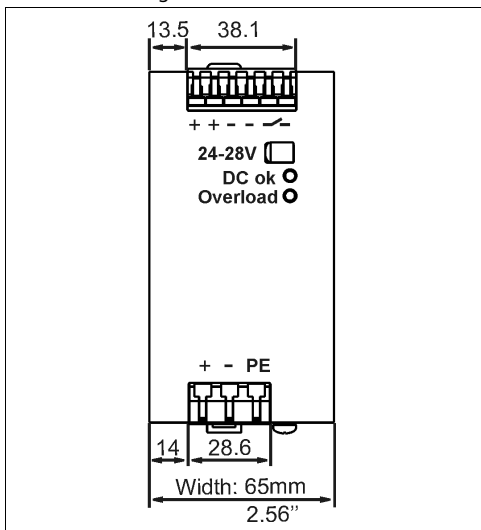 13.5 38.1
+ + - -
24-28V
DC ok
Overload
+ - PE
14 28.6
Width: 65mm
2.56”